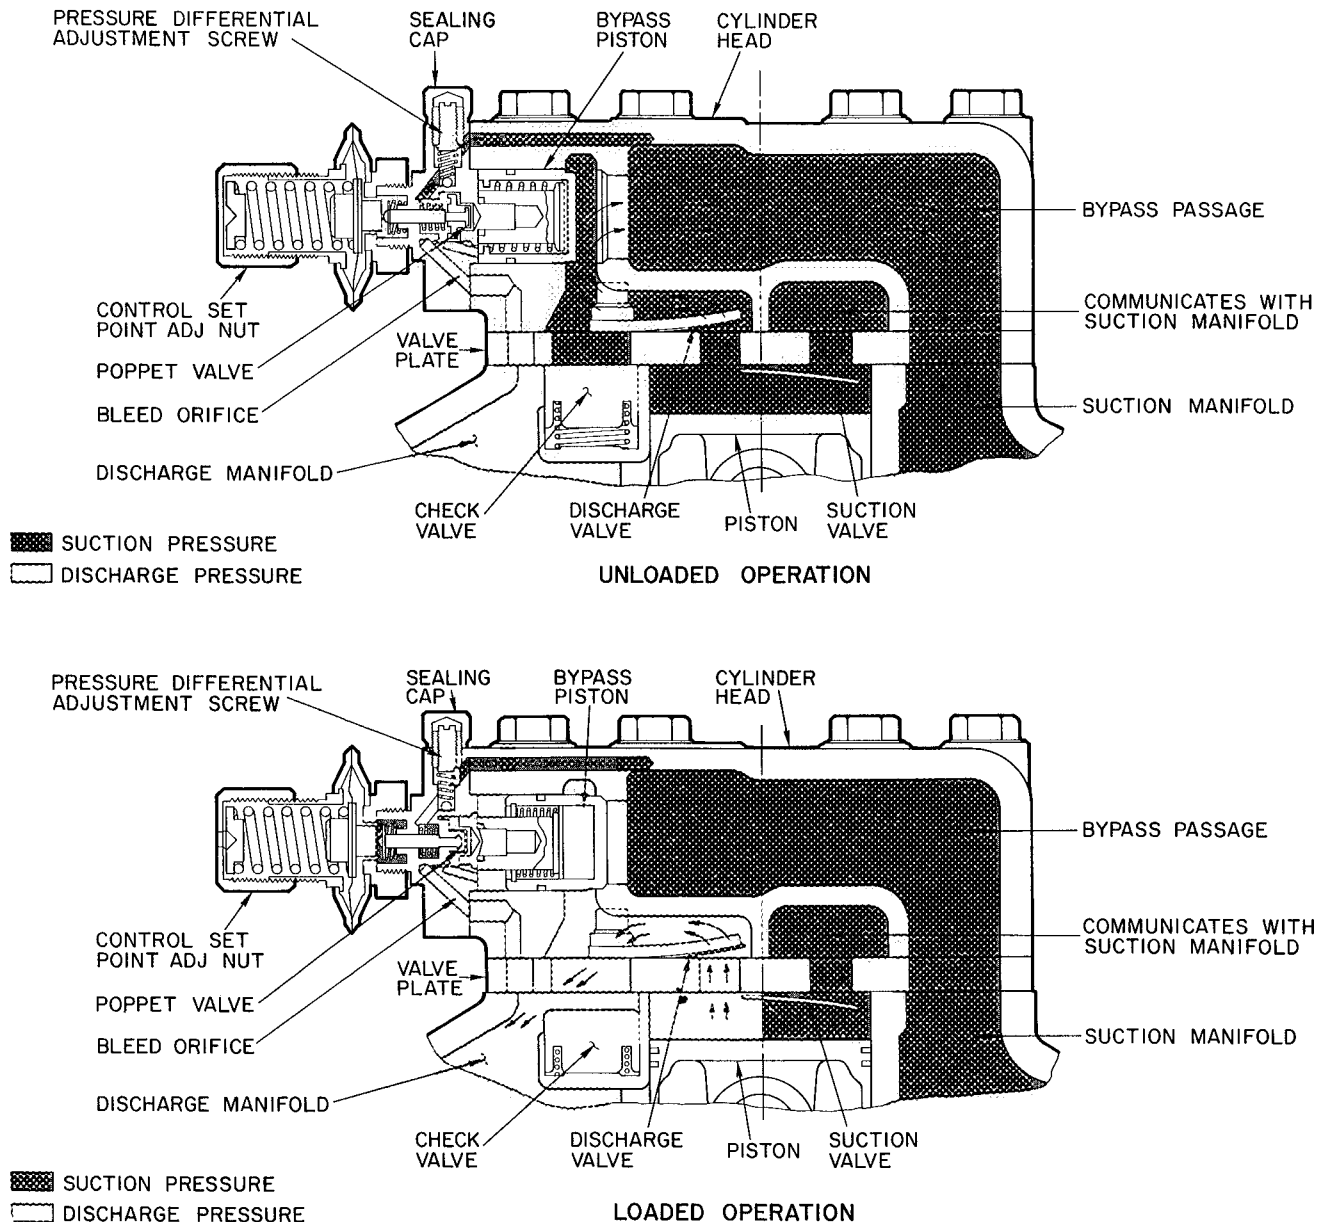 PRESSURE DIFFERENTIAL
ADJUSTMENT SCREW
SEALING
CAP
BYPASS
PISTON
CYLINDER
HEAD
BYPASS PASSAGE
CONTROL SET
POINT ADJ NUT
COMMUNICATES WITH
SUCTION MANIFOLD
VALVE
PLATE
POPPET VALVE
BLEED ORIFICE
SUCTION MANIFOLD
DISCHARGE MANIFOLD
CHECK
VALVE
DISCHARGE
VALVE
PISTON
SUCTION
VALVE
SUCTION PRESSURE
DISCHARGE PRESSURE
UNLOADED OPERATION
PRESSURE DIFFERENTIAL
ADJUSTMENT SCREW
SEALING
CAP
BYPASS
PISTON
CYLINDER
HEAD
BYPASS PASSAGE
CONTROL SET
POINT ADJ NUT
COMMUNICATES WITH
SUCTION MANIFOLD
VALVE
PLATE
POPPET VALVE
BLEED ORIFICE
SUCTION MANIFOLD
DISCHARGE MANIFOLD
CHECK
VALVE
DISCHARGE
VALVE
PISTON
SUCTION
VALVE
SUCTION PRESSURE
DISCHARGE PRESSURE
LOADED OPERATION